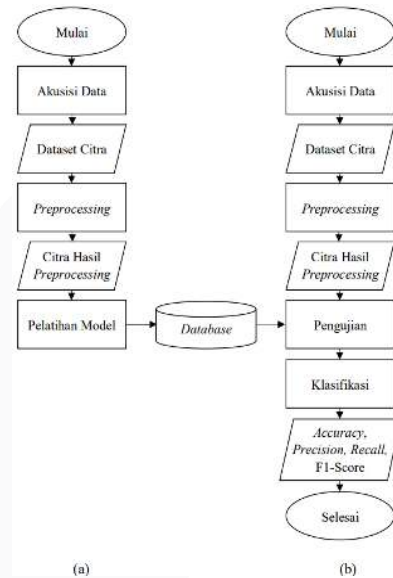 Mulai
Akusisi Data
Dataset Citra
Preprocessing
Citra Hasil
Preprocessing
Pelatihan Model
Database
Mulai
Akusisi Data
Dataset Citra
Preprocessing
Citra Hasil
Preprocessing
Pengujian
Klasifikasi
Accuracy,
Precision, Recall,
F1-Score
Selesai
(a)
(b)